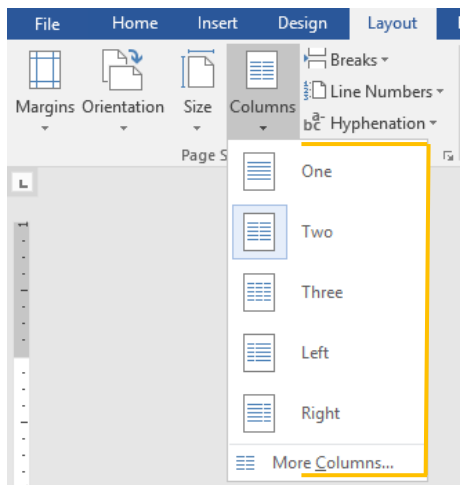 File Home Insert Design Layout
Breaks
Line Numbers
Margins Orientation Size Columns
Hyphenation
Page S
One
Two
Three
Left
Right
More Columns...